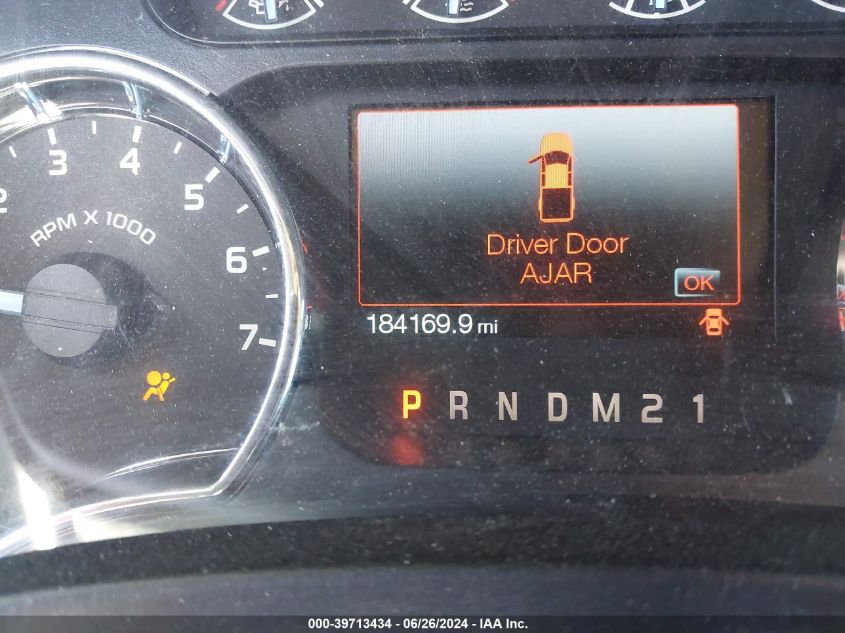 2 3 4 5 6 7
RPM X 1000
Driver Door
AJAR
OK
184169.9 mi
P R N D M 2 1
000-39713434 / 06/26/2024 - IAA Inc.